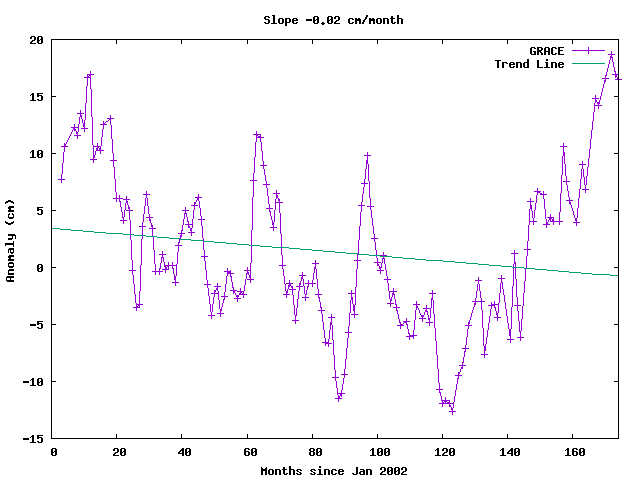 Slope -0.02 cm/month
GRACE
Trend Line
20
15
10
5
0
-5
-10
-15
Anomaly (cm)
0 20 40 60 80 100 120 140 160
Months since Jan 2002